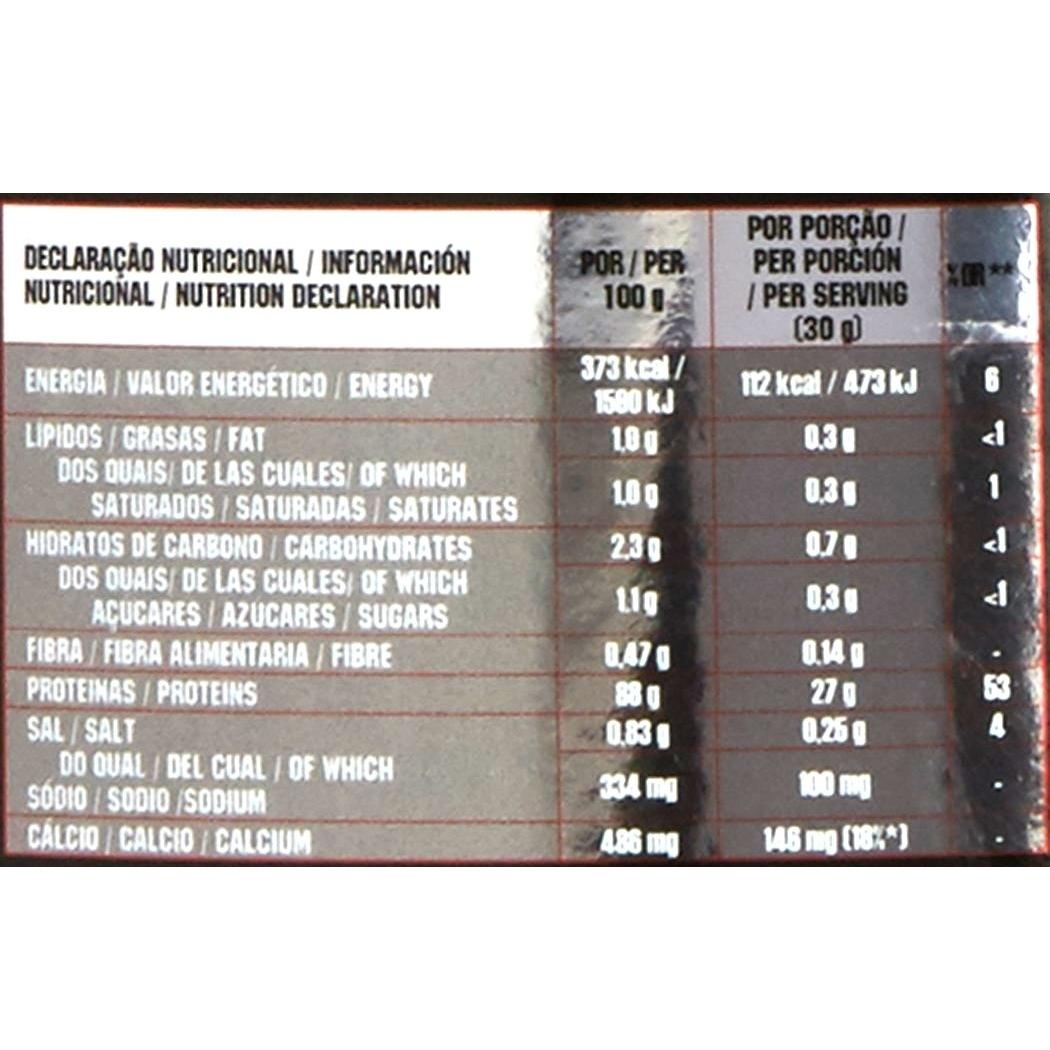 DECLARAÇÃO NUTRICIONAL / INFORMACIÓN
NUTRICIONAL / NUTRITION DECLARATION
POR / PER
100 g
POR PORÇÃO /
PER PORCIÓN
/ PER SERVING
(30 g)
%DR**
ENERGIA / VALOR ENERGÉTICO / ENERGY
373 kcal /
1580 kJ
112 kcal / 473 kJ
6
LÍPIDOS / GRASAS / FAT
1.0 g
0.3 g
<1
DOS QUAIS/ DE LAS CUALES/ OF WHICH
SATURADOS / SATURADAS / SATURATES
1.0 g
0.3 g
1
HIDRATOS DE CARBONO / CARBOHYDRATES
2.3 g
0.7 g
<1
DOS QUAIS/ DE LAS CUALES/ OF WHICH
AÇUCARES / AZUCARES / SUGARS
1.1 g
0.3 g
<1
FIBRA / FIBRA ALIMENTARIA / FIBRE
0.47 g
0.14 g
-
PROTEINAS / PROTEINS
88 g
27 g
53
SAL / SALT
0.83 g
0.25 g
4
DO QUAL / DEL CUAL / OF WHICH
SÓDIO / SODIO /SODIUM
334 mg
100 mg
-
CÁLCIO / CALCIO / CALCIUM
486 mg
146 mg (18%*)
-